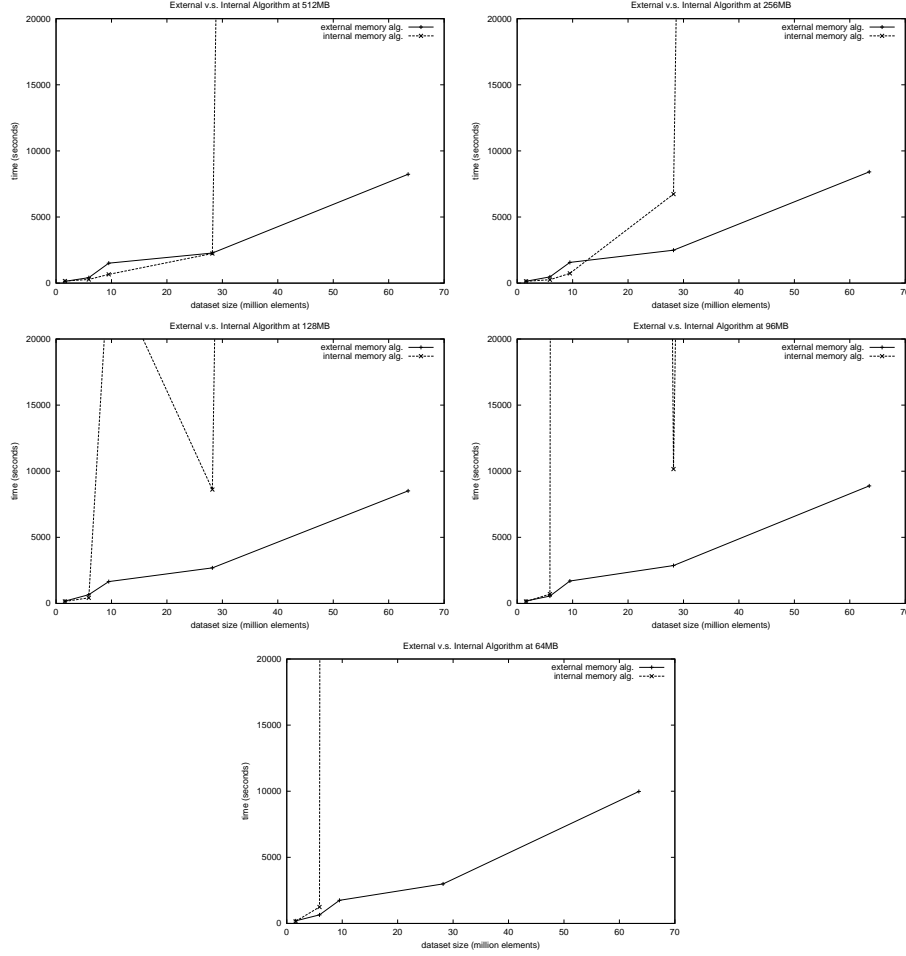 External v.s. Internal Algorithm at 512MB
external memory alg.
internal memory alg.
20000
15000
10000
5000
0
time (seconds)
0 10 20 30 40 50 60 70
dataset size (million elements)
External v.s. Internal Algorithm at 256MB
external memory alg.
internal memory alg.
20000
15000
10000
5000
0
time (seconds)
0 10 20 30 40 50 60 70
dataset size (million elements)
External v.s. Internal Algorithm at 128MB
external memory alg.
internal memory alg.
20000
15000
10000
5000
0
time (seconds)
0 10 20 30 40 50 60 70
dataset size (million elements)
External v.s. Internal Algorithm at 96MB
external memory alg.
internal memory alg.
20000
15000
10000
5000
0
time (seconds)
0 10 20 30 40 50 60 70
dataset size (million elements)
External v.s. Internal Algorithm at 64MB
external memory alg.
internal memory alg.
20000
15000
10000
5000
0
time (seconds)
0 10 20 30 40 50 60 70
dataset size (million elements)